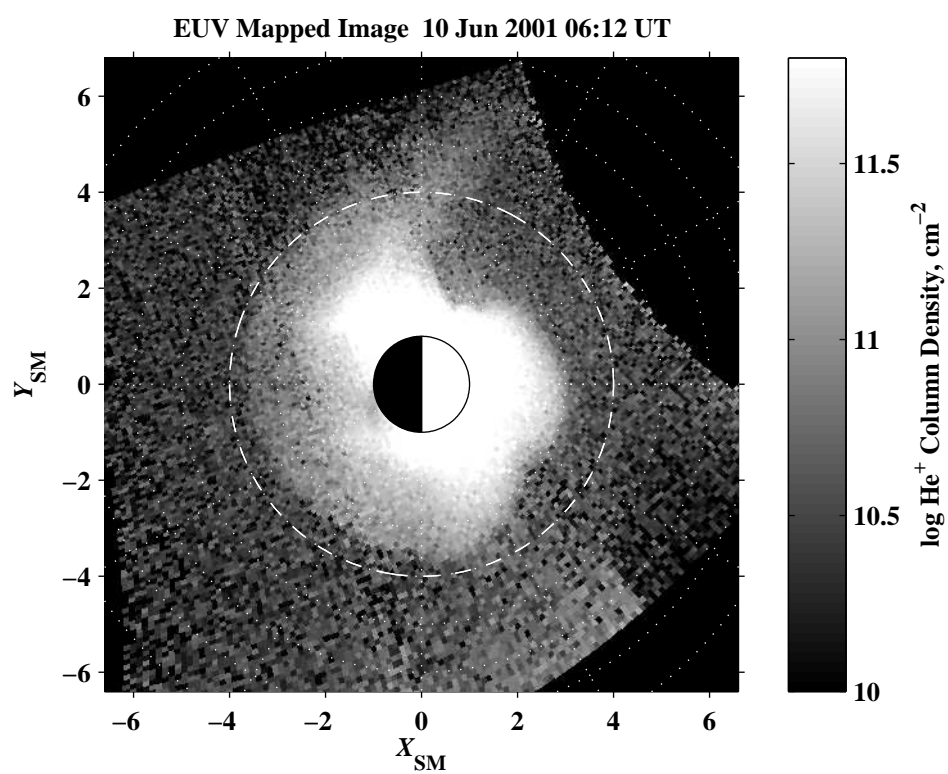 EUV Mapped Image 10 Jun 2001 06:12 UT
6
4
2
0
−2
−4
−6
Y_SM
−6 −4 −2 0 2 4 6
X_SM
11.5
11
10.5
10
log He⁺ Column Density, cm⁻²